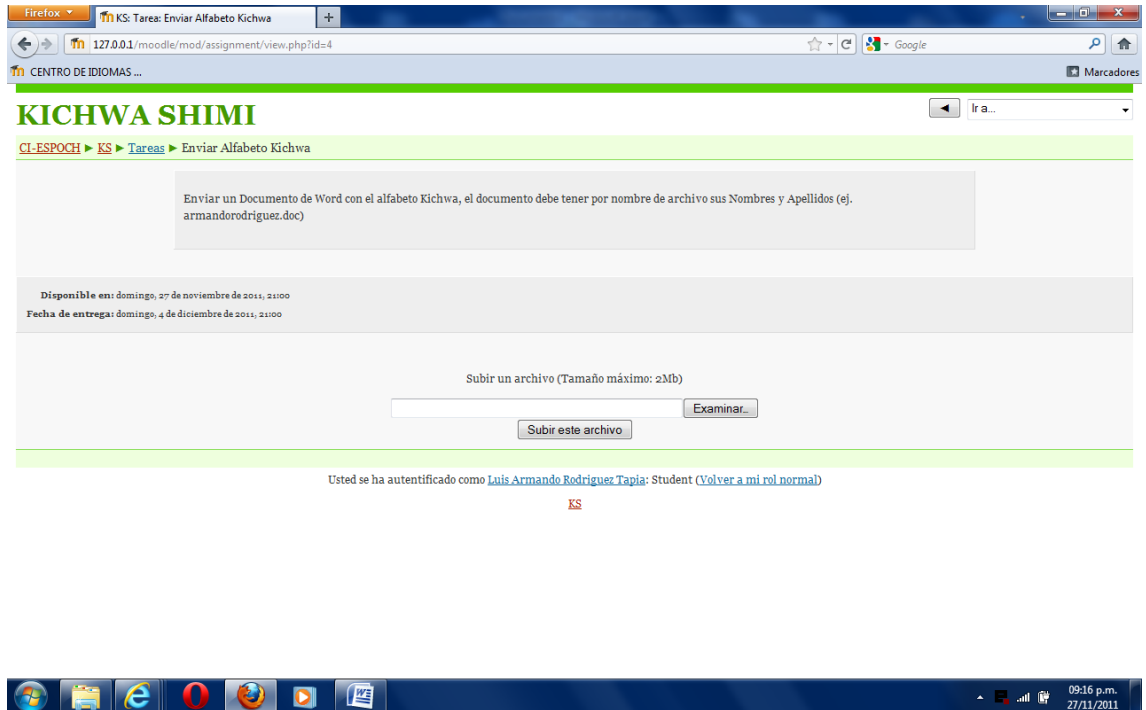 Firefox
KS: Tarea: Enviar Alfabeto Kichwa
127.0.0.1/moodle/mod/assignment/view.php?id=4
Google
CENTRO DE IDIOMAS ...
Marcadores
KICHWA SHIMI
Ir a...
CI-ESPOCH ► KS ► Tareas ► Enviar Alfabeto Kichwa
Enviar un Documento de Word con el alfabeto Kichwa, el documento debe tener por nombre de archivo sus Nombres y Apellidos (ej.
armandorodriguez.doc)
Disponible en: domingo, 27 de noviembre de 2011, 21:00
Fecha de entrega: domingo, 4 de diciembre de 2011, 21:00
Subir un archivo (Tamaño máximo: 2Mb)
Examinar...
Subir este archivo
Usted se ha autentificado como Luis Armando Rodriguez Tapia: Student (Volver a mi rol normal)
KS
09:16 p.m.
27/11/2011